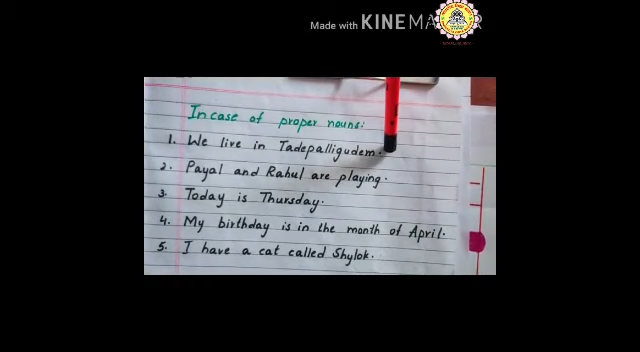 Made with KINEMA
In case of proper nouns:
1. We live in Tadepalligudem.
2. Payal and Rahul are playing.
3. Today is Thursday.
4. My birthday is in the month of April.
5. I have a cat called Shylok.